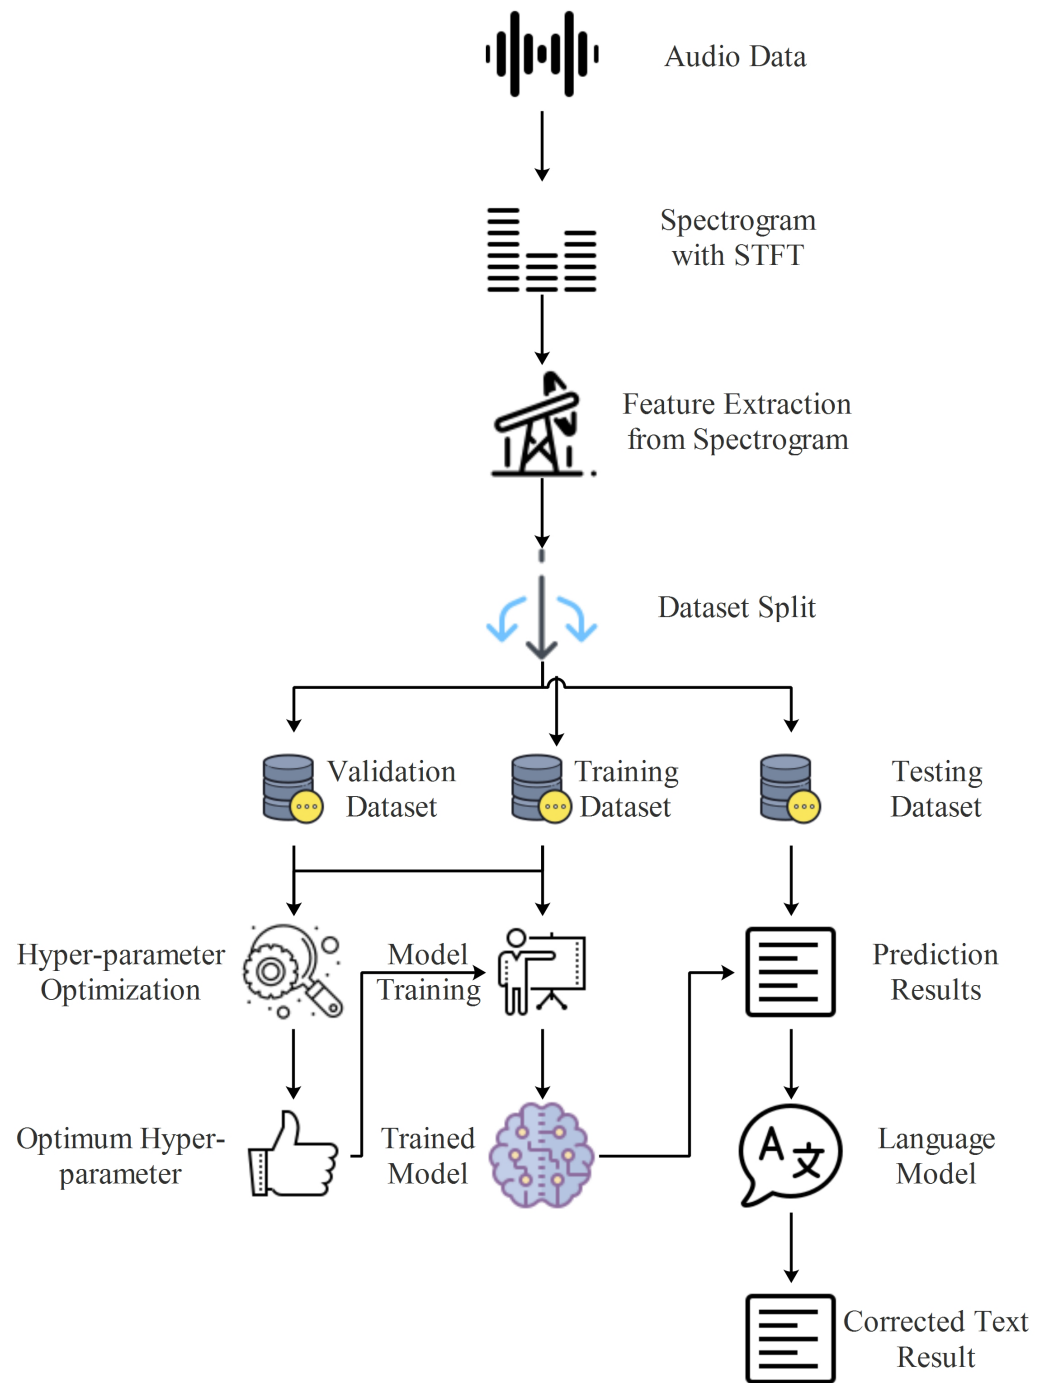 Audio Data
Spectrogram
with STFT
Feature Extraction
from Spectrogram
Dataset Split
Validation
Dataset
Training
Dataset
Testing
Dataset
Hyper-parameter
Optimization
Model
Training
Prediction
Results
Optimum Hyper-
parameter
Trained
Model
A 文
Language
Model
Corrected Text
Result